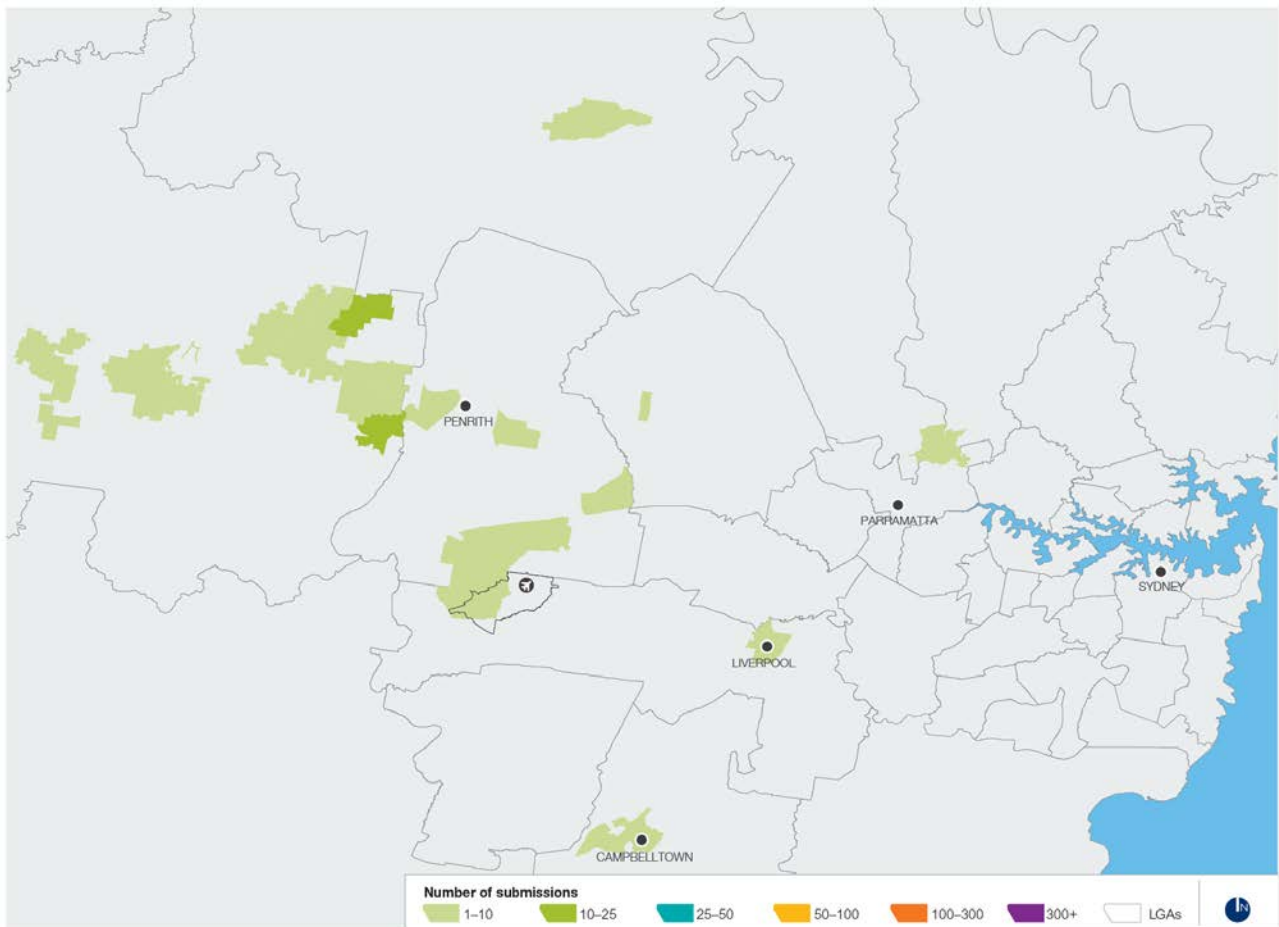 PENRITH
PARRAMATTA
SYDNEY
LIVERPOOL
CAMPBELLTOWN
Number of submissions
1–10 10–25 25–50 50–100 100–300 300+ LGAs
N